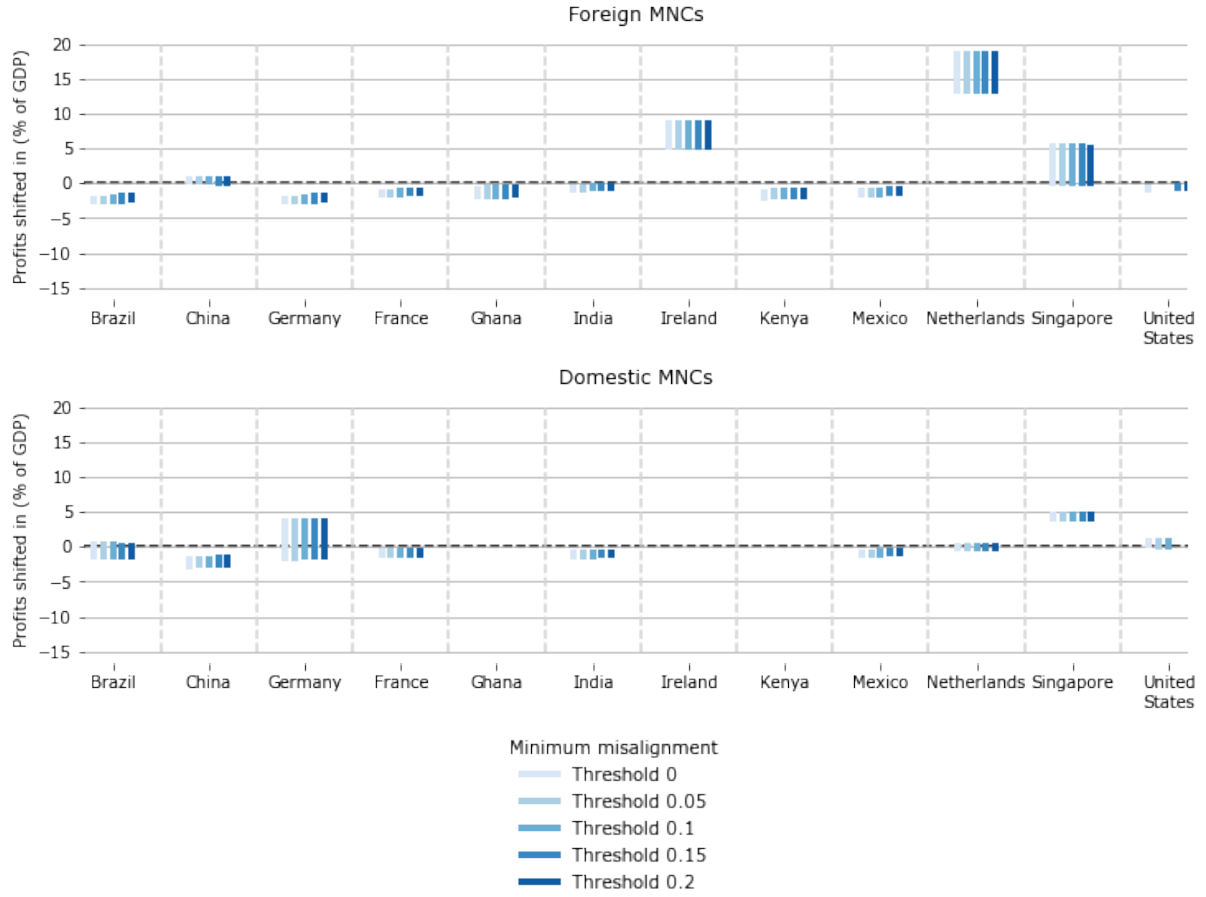 Foreign MNCs
Profits shifted in (% of GDP)
20
15
10
5
0
−5
−10
−15
Brazil China Germany France Ghana India Ireland Kenya Mexico Netherlands Singapore United States
Domestic MNCs
Profits shifted in (% of GDP)
20
15
10
5
0
−5
−10
−15
Brazil China Germany France Ghana India Ireland Kenya Mexico Netherlands Singapore United States
Minimum misalignment
Threshold 0
Threshold 0.05
Threshold 0.1
Threshold 0.15
Threshold 0.2